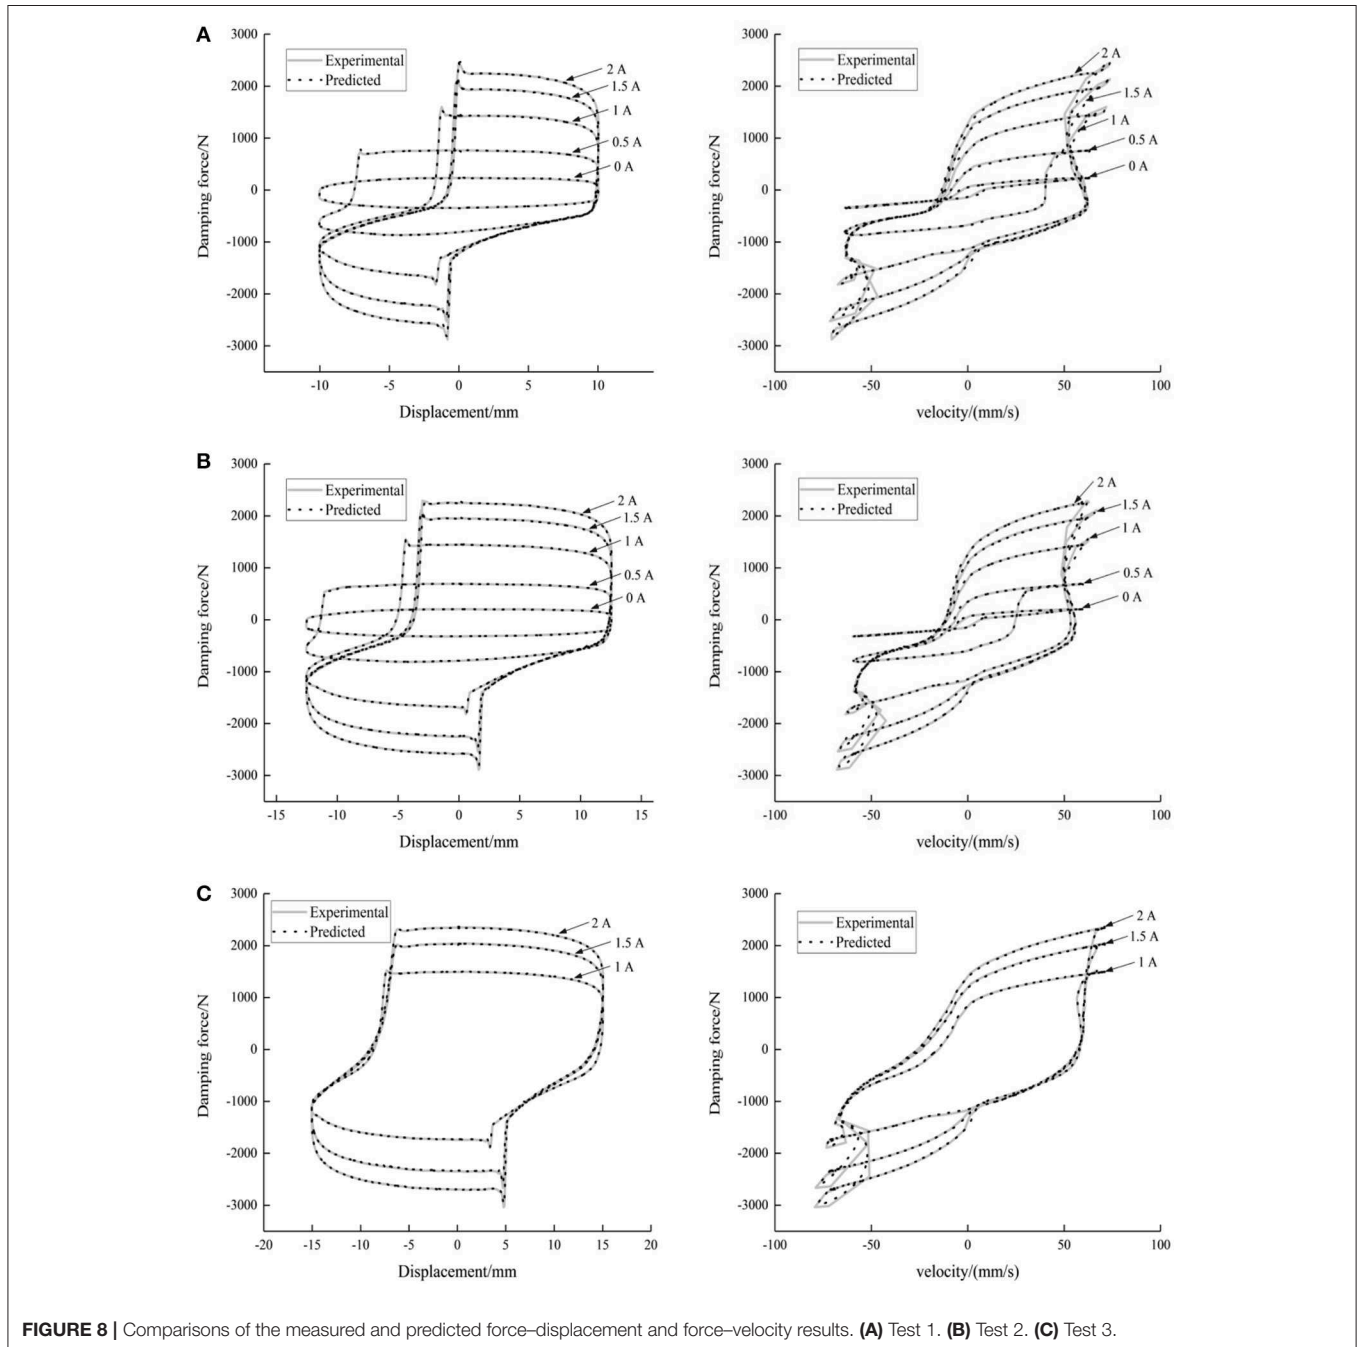 A
3000
2000
1000
0
-1000
-2000
-3000
Damping force/N
Experimental
Predicted
2 A
1.5 A
1 A
0.5 A
0 A
-10
-5
0
5
10
Displacement/mm
3000
2000
1000
0
-1000
-2000
-3000
Damping force/N
Experimental
Predicted
2 A
1.5 A
1 A
0.5 A
0 A
-100
-50
0
50
100
velocity/(mm/s)
B
3000
2000
1000
0
-1000
-2000
-3000
Damping force/N
Experimental
Predicted
2 A
1.5 A
1 A
0.5 A
0 A
-15
-10
-5
0
5
10
15
Displacement/mm
3000
2000
1000
0
-1000
-2000
-3000
Damping force/N
Experimental
Predicted
2 A
1.5 A
1 A
0.5 A
0 A
-100
-50
0
50
100
velocity/(mm/s)
C
3000
2000
1000
0
-1000
-2000
-3000
Damping force/N
Experimental
Predicted
2 A
1.5 A
1 A
-20
-15
-10
-5
0
5
10
15
20
Displacement/mm
3000
2000
1000
0
-1000
-2000
-3000
Damping force/N
Experimental
Predicted
2 A
1.5 A
1 A
-100
-50
0
50
100
velocity/(mm/s)
FIGURE 8 | Comparisons of the measured and predicted force–displacement and force–velocity results. (A) Test 1. (B) Test 2. (C) Test 3.